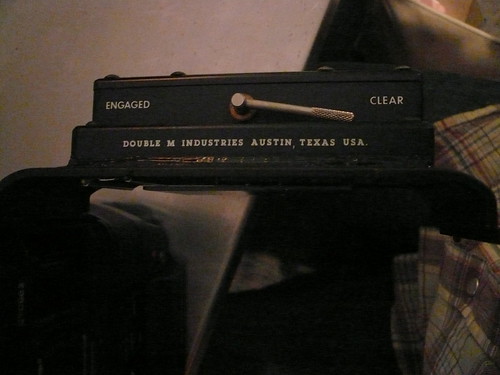 ENGAGED CLEAR
DOUBLE M INDUSTRIES AUSTIN, TEXAS USA.